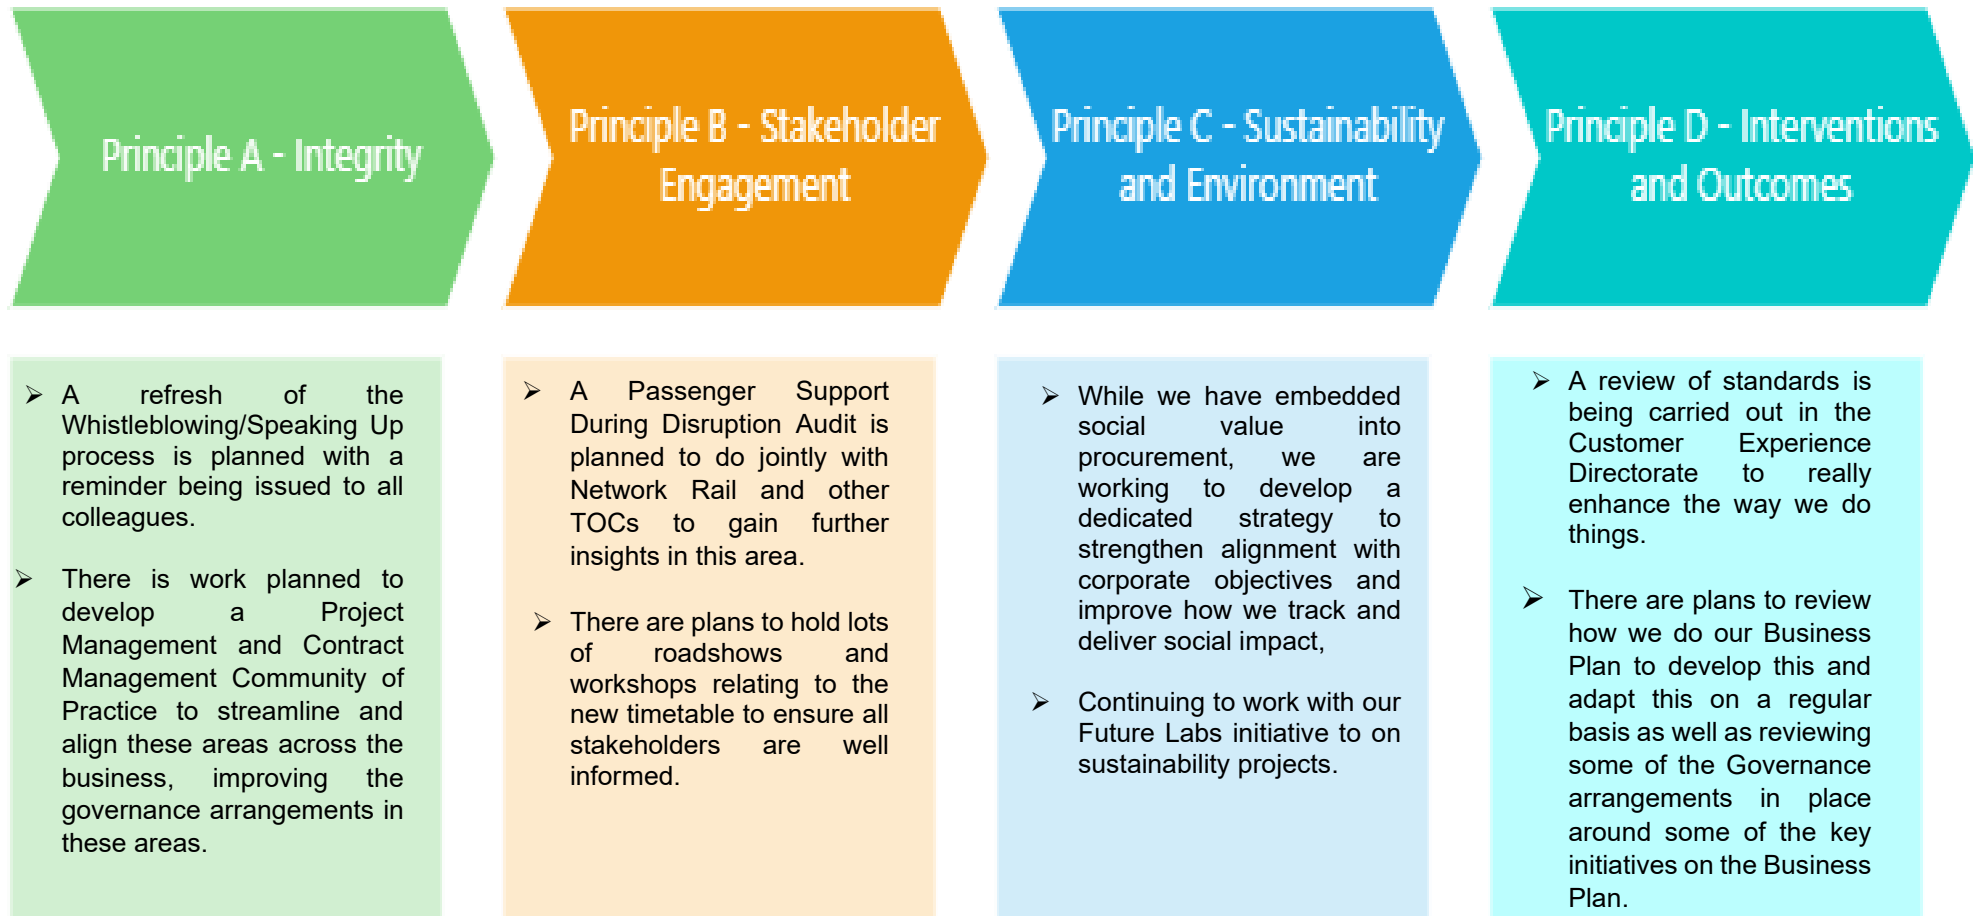 Principle A - Integrity
Principle B - Stakeholder
Engagement
Principle C - Sustainability
and Environment
Principle D - Interventions
and Outcomes
➢ A refresh of the
Whistleblowing/Speaking Up
process is planned with a
reminder being issued to all
colleagues.
➢ There is work planned to
develop a Project
Management and Contract
Management Community of
Practice to streamline and
align these areas across the
business, improving the
governance arrangements in
these areas.
➢ A Passenger Support
During Disruption Audit is
planned to do jointly with
Network Rail and other
TOCs to gain further
insights in this area.
➢ There are plans to hold lots
of roadshows and
workshops relating to the
new timetable to ensure all
stakeholders are well
informed.
➢ While we have embedded
social value into
procurement, we are
working to develop a
dedicated strategy to
strengthen alignment with
corporate objectives and
improve how we track and
deliver social impact,
➢ Continuing to work with our
Future Labs initiative to on
sustainability projects.
➢ A review of standards is
being carried out in the
Customer Experience
Directorate to really
enhance the way we do
things.
➢ There are plans to review
how we do our Business
Plan to develop this and
adapt this on a regular
basis as well as reviewing
some of the Governance
arrangements in place
around some of the key
initiatives on the Business
Plan.